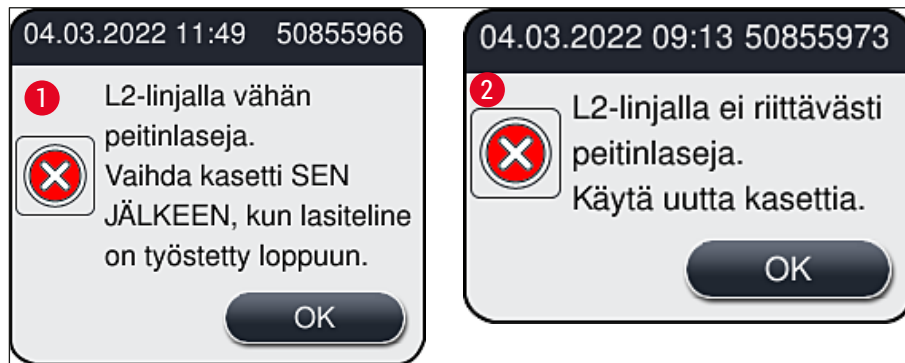 04.03.2022 11:49 50855966
1
L2-linjalla vähän
peitinlaseja.
Vaihda kasetti SEN
JÄLKEEN, kun lasiteline
on työstetty loppuun.
OK
04.03.2022 09:13 50855973
2
L2-linjalla ei riittävästi
peitinlaseja.
Käytä uutta kasettia.
OK